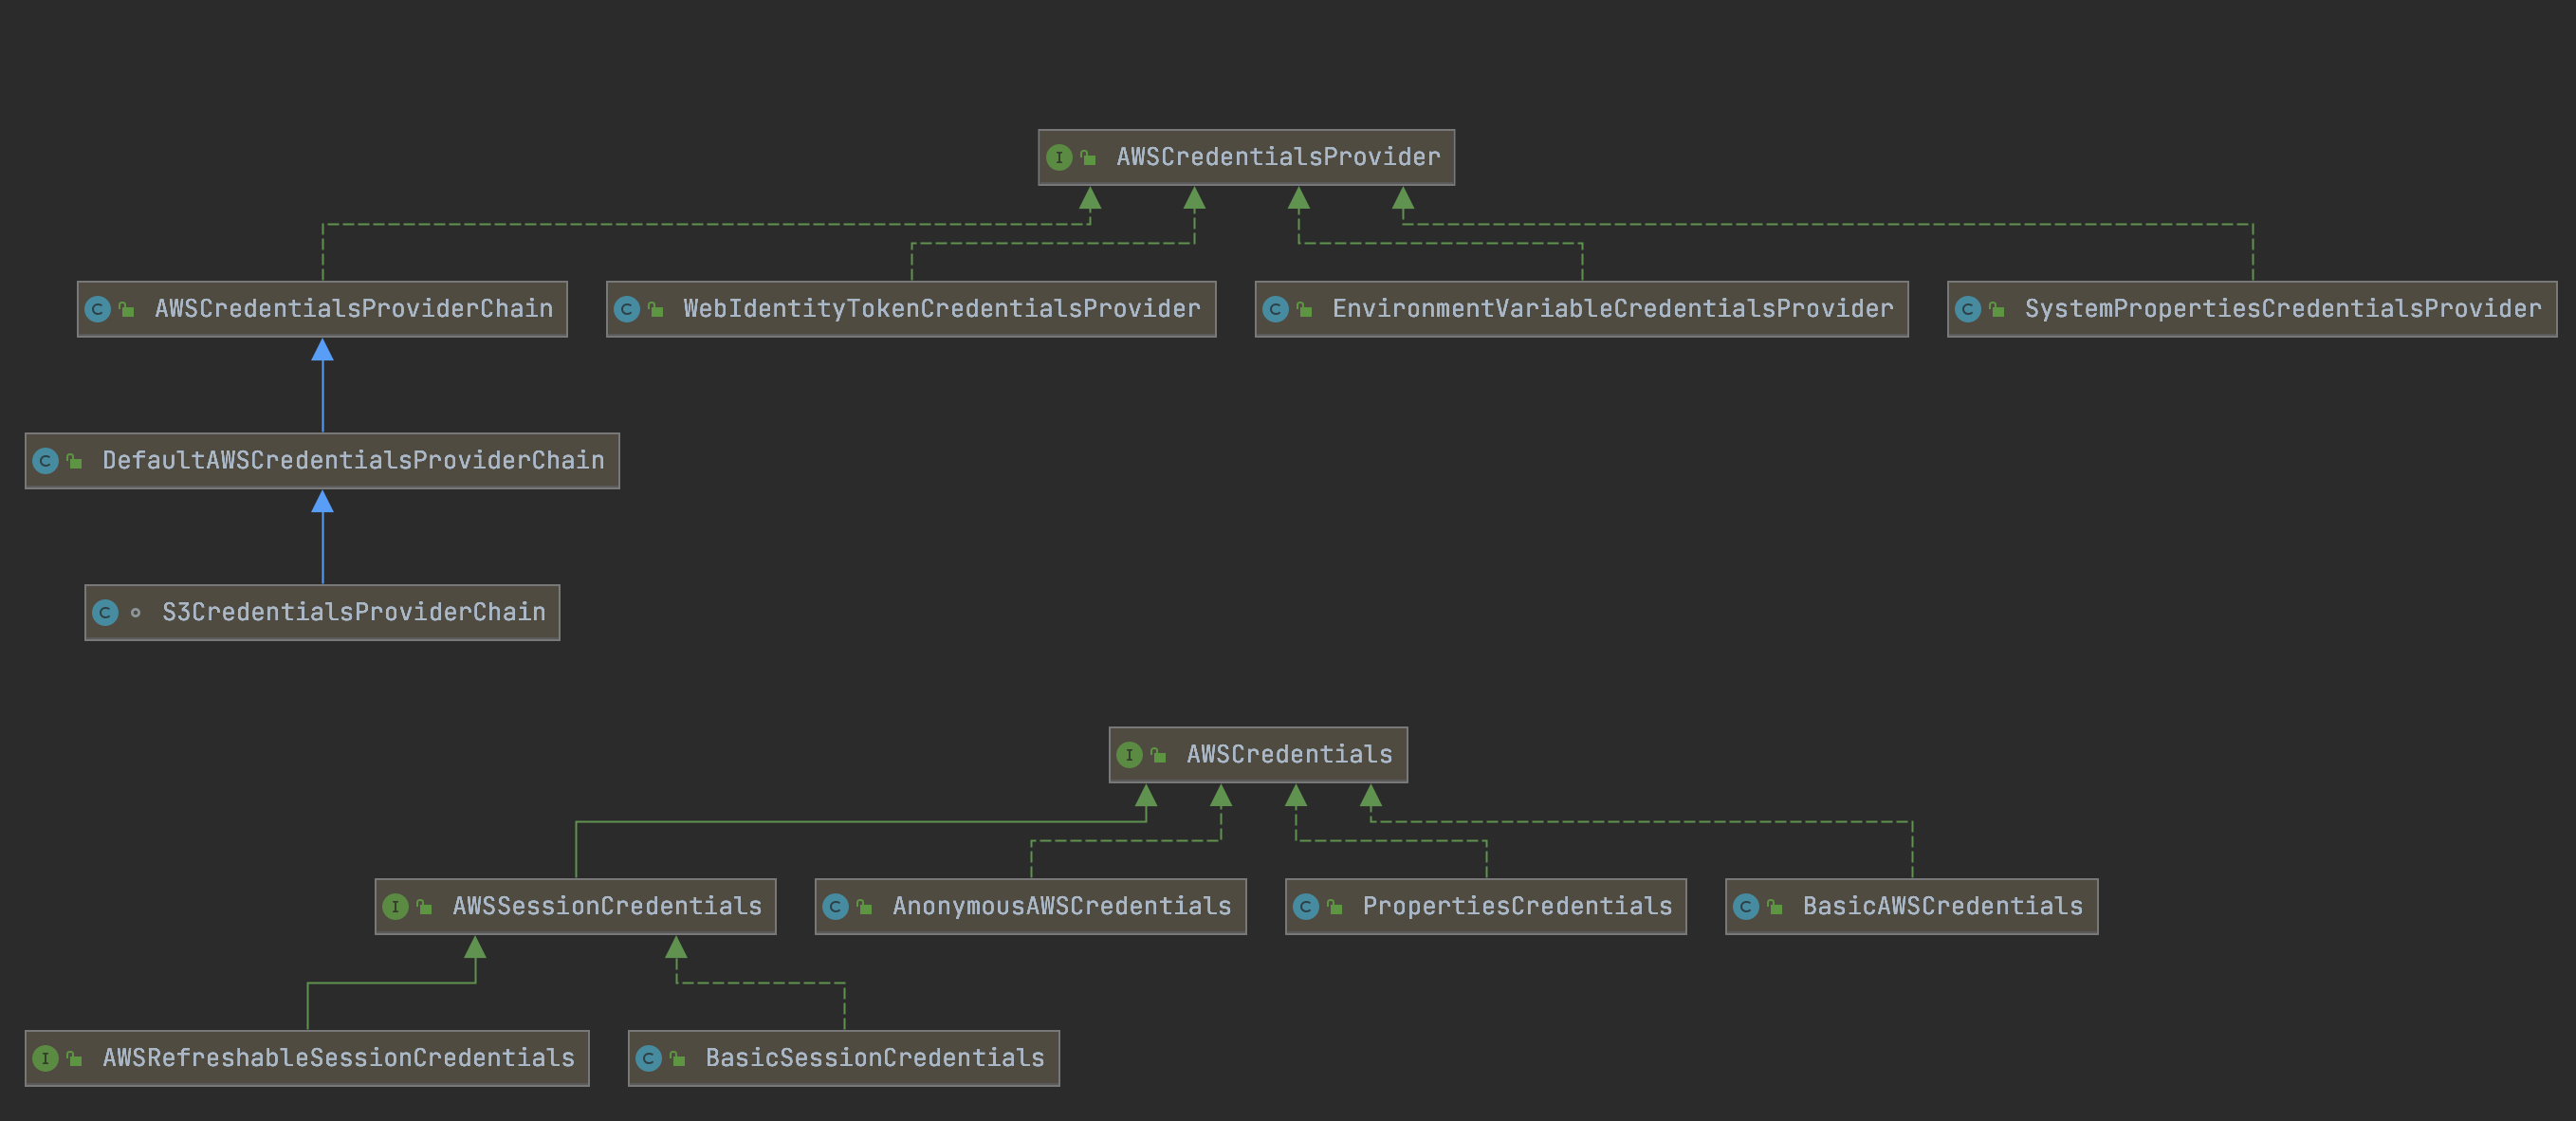 I AWSCredentialsProvider
C AWSCredentialsProviderChain
C WebIdentityTokenCredentialsProvider
C EnvironmentVariableCredentialsProvider
C SystemPropertiesCredentialsProvider
C DefaultAWSCredentialsProviderChain
C S3CredentialsProviderChain
I AWSCredentials
I AWSSessionCredentials
C AnonymousAWSCredentials
C PropertiesCredentials
C BasicAWSCredentials
I AWSRefreshableSessionCredentials
C BasicSessionCredentials